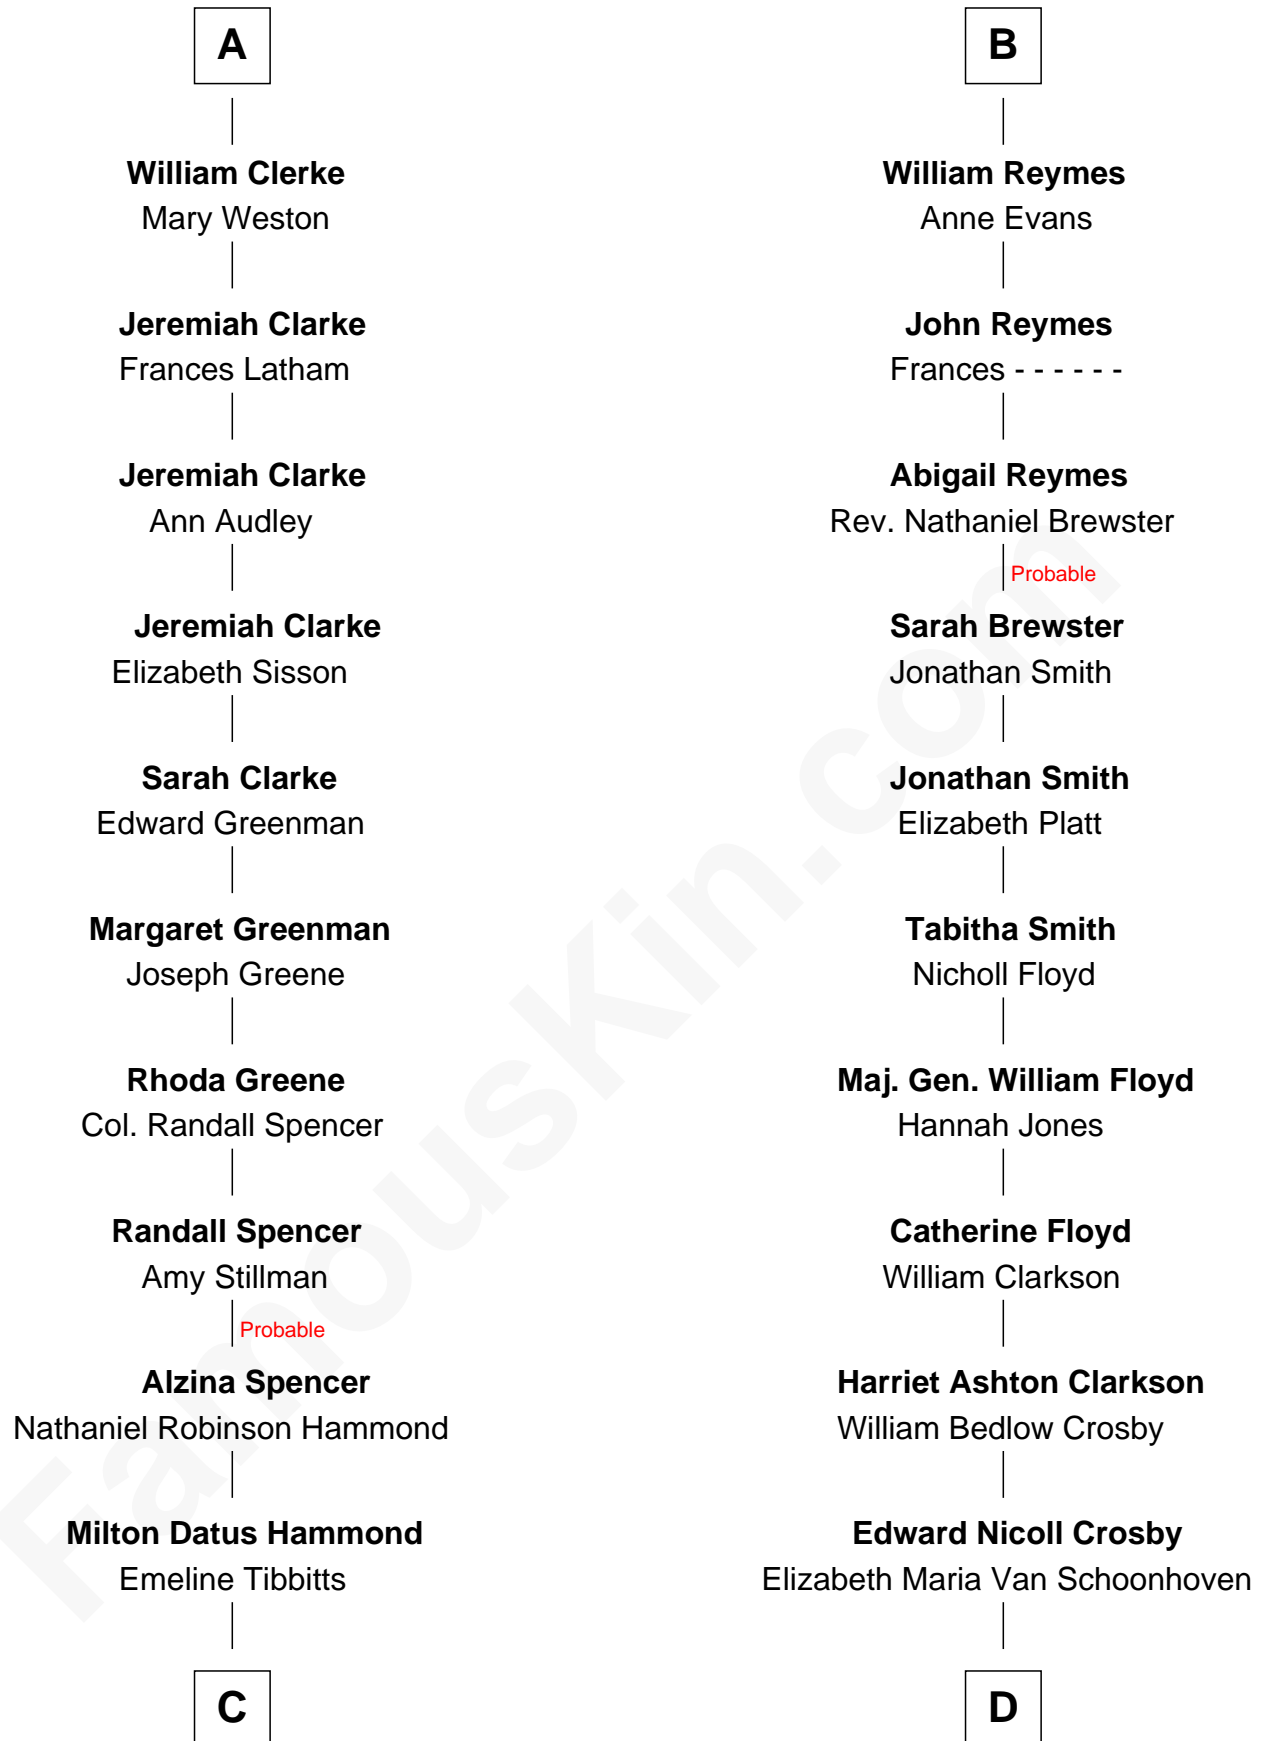 A
William Clerke
Mary Weston
Jeremiah Clarke
Frances Latham
Jeremiah Clarke
Ann Audley
Jeremiah Clarke
Elizabeth Sisson
Sarah Clarke
Edward Greenman
Margaret Greenman
Joseph Greene
Rhoda Greene
Col. Randall Spencer
Randall Spencer
Amy Stillman
Probable
Alzina Spencer
Nathaniel Robinson Hammond
Milton Datus Hammond
Emeline Tibbitts
C
B
William Reymes
Anne Evans
John Reymes
Frances - - - - - -
Abigail Reymes
Rev. Nathaniel Brewster
Probable
Sarah Brewster
Jonathan Smith
Jonathan Smith
Elizabeth Platt
Tabitha Smith
Nicholl Floyd
Maj. Gen. William Floyd
Hannah Jones
Catherine Floyd
William Clarkson
Harriet Ashton Clarkson
William Bedlow Crosby
Edward Nicoll Crosby
Elizabeth Maria Van Schoonhoven
D
FamousKin.com